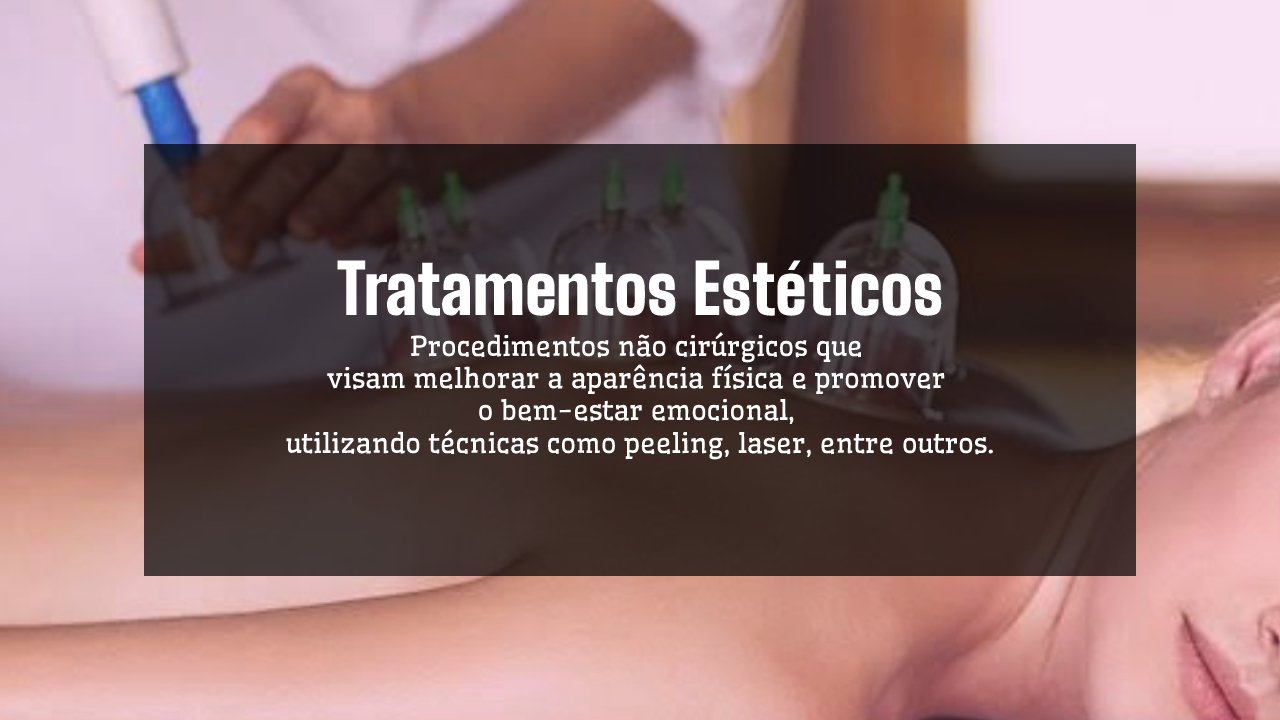 Tratamentos Estéticos
Procedimentos não cirúrgicos que
visam melhorar a aparência física e promover
o bem-estar emocional,
utilizando técnicas como peeling, laser, entre outros.